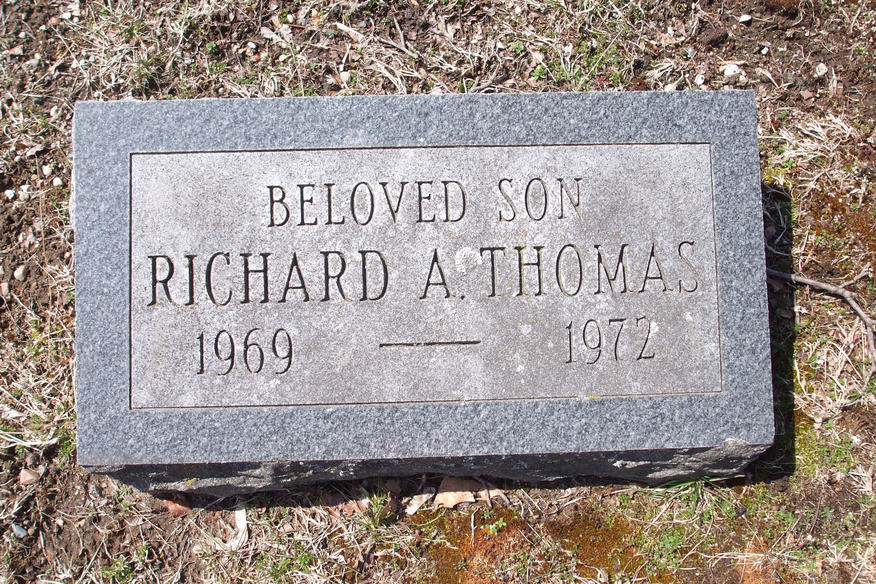 BELOVED SON
RICHARD A. THOMAS
1969 — 1972